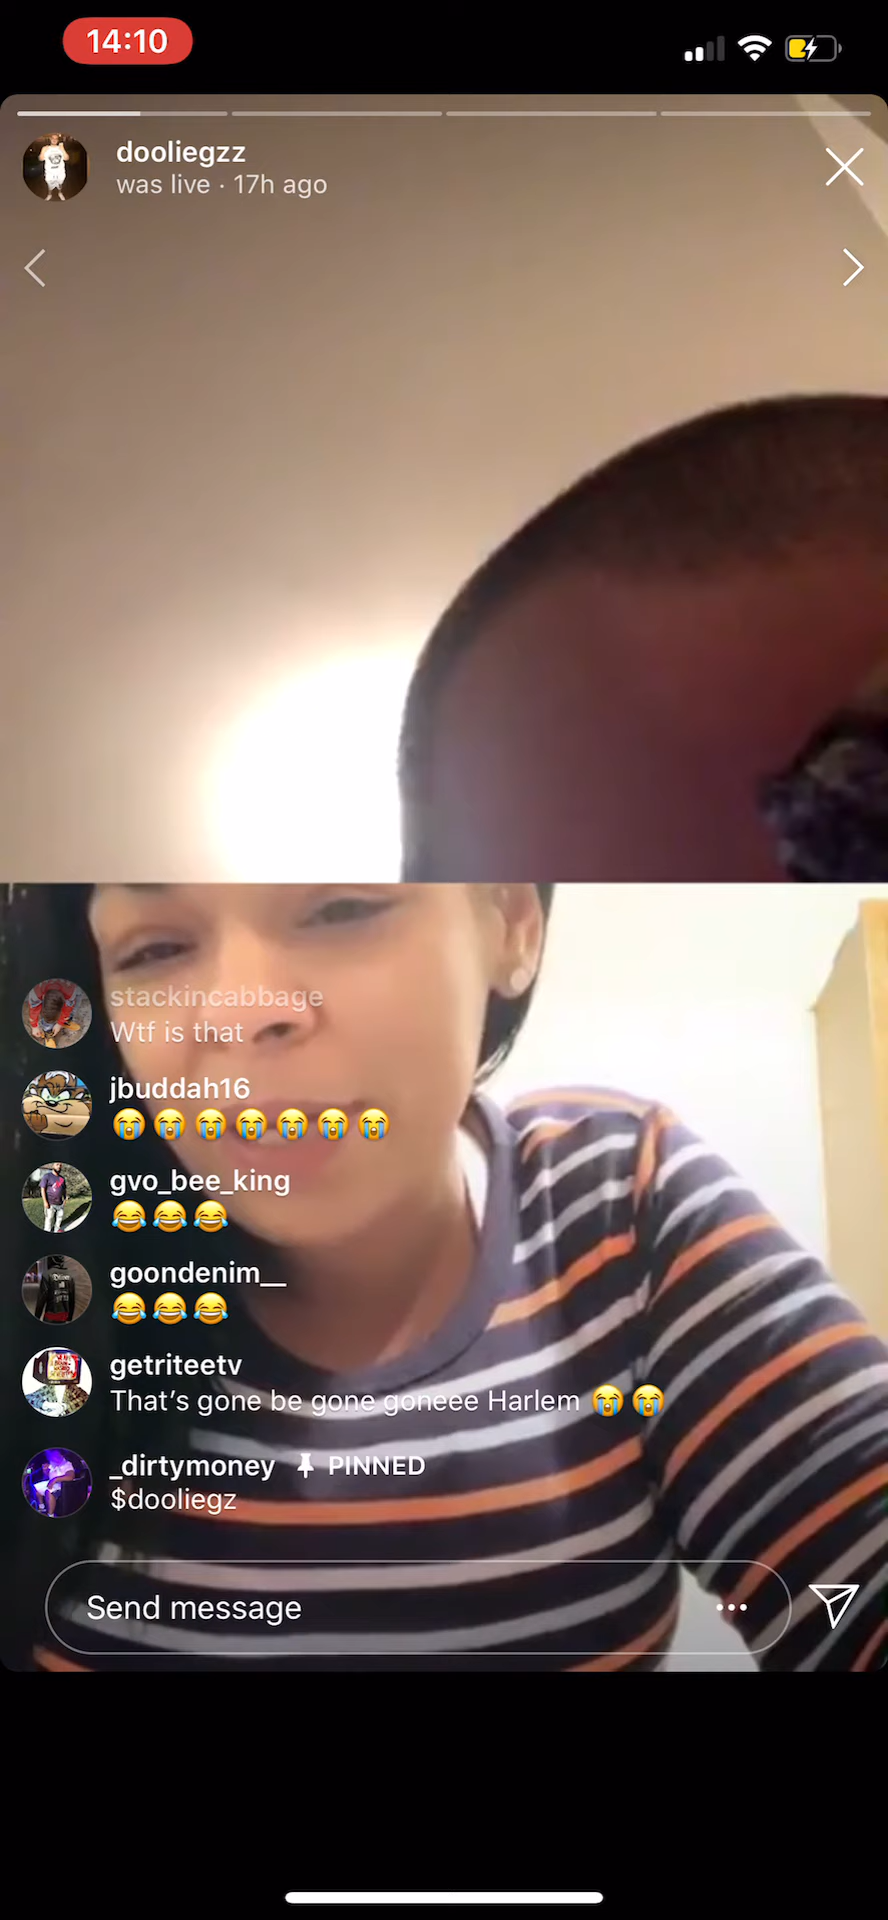 14:10
dooliegzz
was live · 17h ago
stackincabbage
Wtf is that
jbuddah16
😭😭😭😭😭😭😭
gvo_bee_king
😂😂😂
goondenim__
😂😂😂
getriteetv
That's gone be gone goneee Harlem 😭😭
_dirtymoney PINNED
$dooliegz
Send message